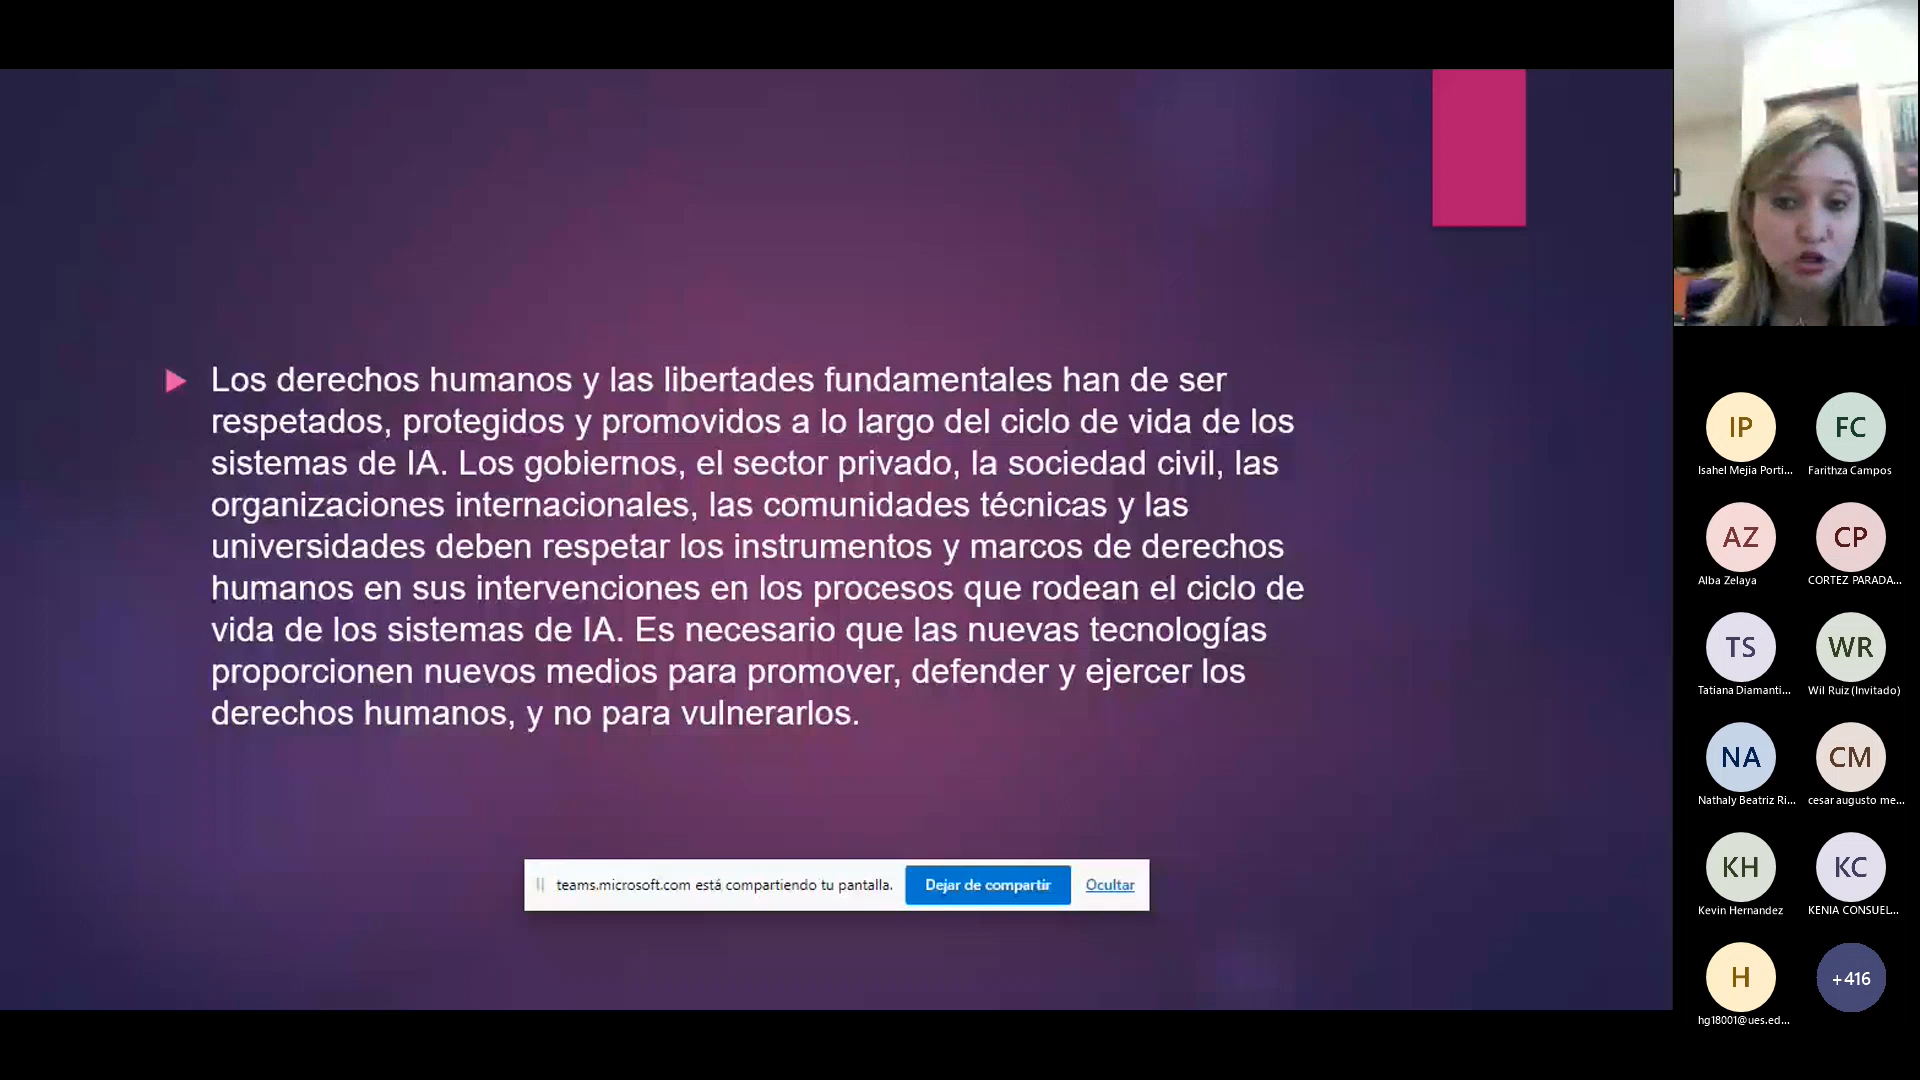 Los derechos humanos y las libertades fundamentales han de ser
respetados, protegidos y promovidos a lo largo del ciclo de vida de los
sistemas de IA. Los gobiernos, el sector privado, la sociedad civil, las
organizaciones internacionales, las comunidades técnicas y las
universidades deben respetar los instrumentos y marcos de derechos
humanos en sus intervenciones en los procesos que rodean el ciclo de
vida de los sistemas de IA. Es necesario que las nuevas tecnologías
proporcionen nuevos medios para promover, defender y ejercer los
derechos humanos, y no para vulnerarlos.
teams.microsoft.com está compartiendo tu pantalla.
Dejar de compartir
Ocultar
IP
Isahel Mejia Porti...
FC
Farithza Campos
AZ
Alba Zelaya
CP
CORTEZ PARADA...
TS
Tatiana Diamanti...
WR
Wil Ruiz (Invitado)
NA
Nathaly Beatriz Ri...
CM
cesar augusto me...
KH
Kevin Hernandez
KC
KENIA CONSUEL...
H
hg18001@ues.ed...
+416